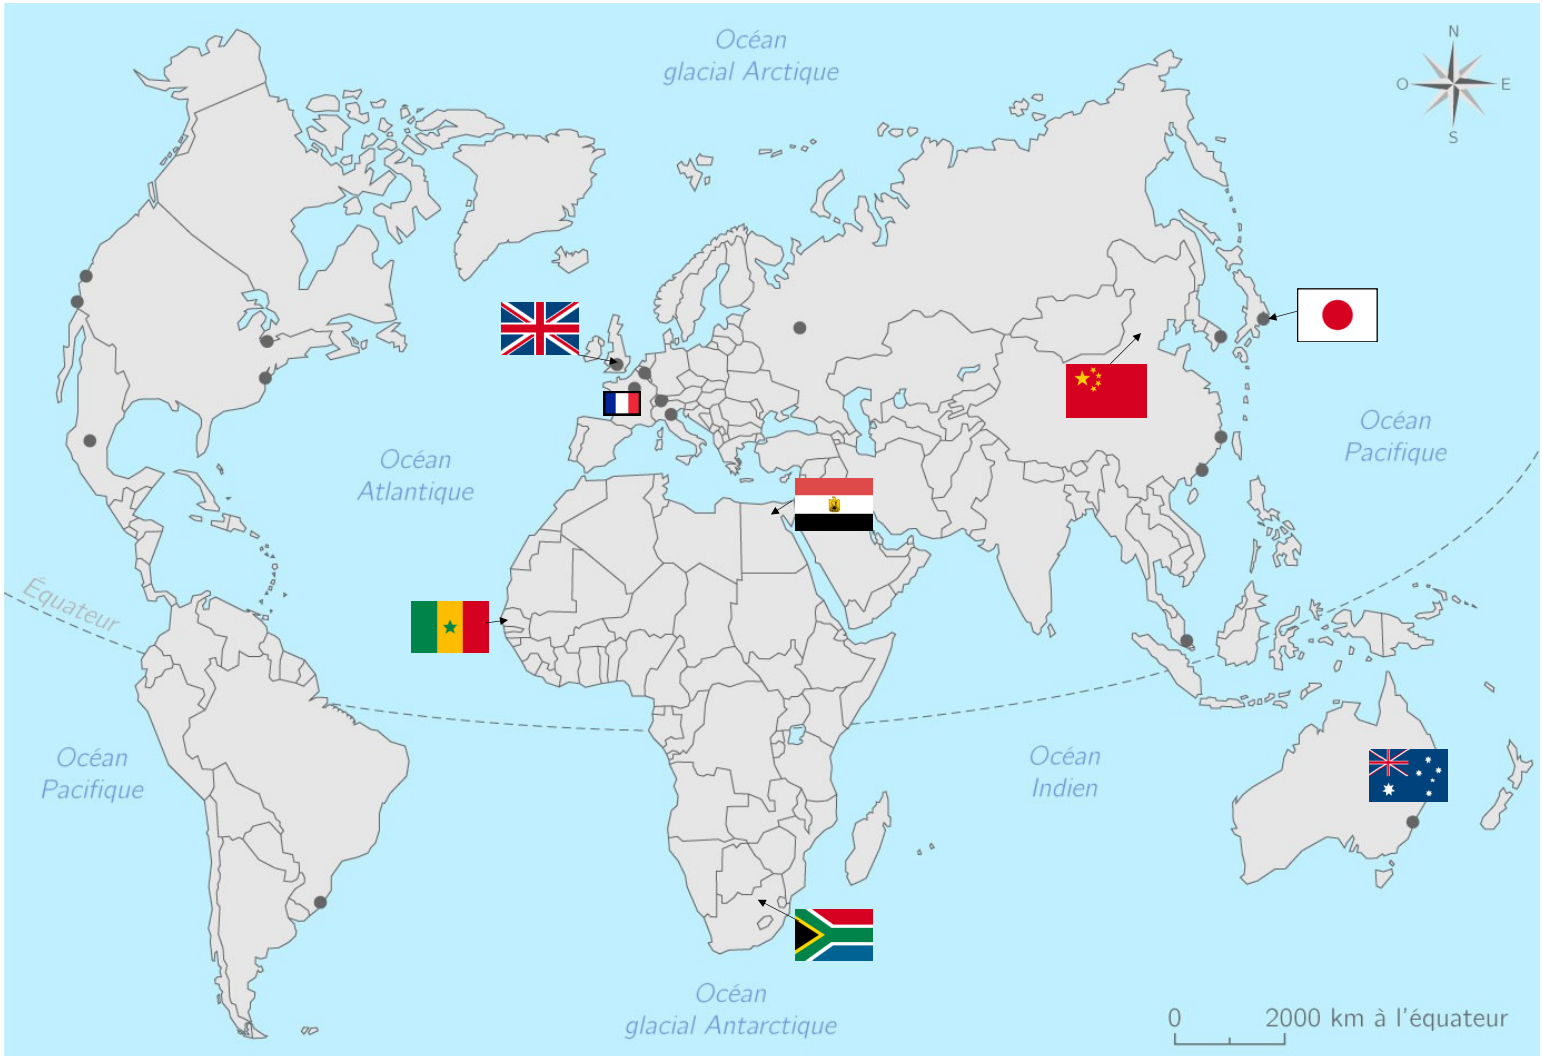 Océan
glacial Arctique
N
O
E
S
Océan
Pacifique
Océan
Atlantique
Équateur
Océan
Pacifique
Océan
Indien
Océan
glacial Antarctique
0
2000 km à l'équateur